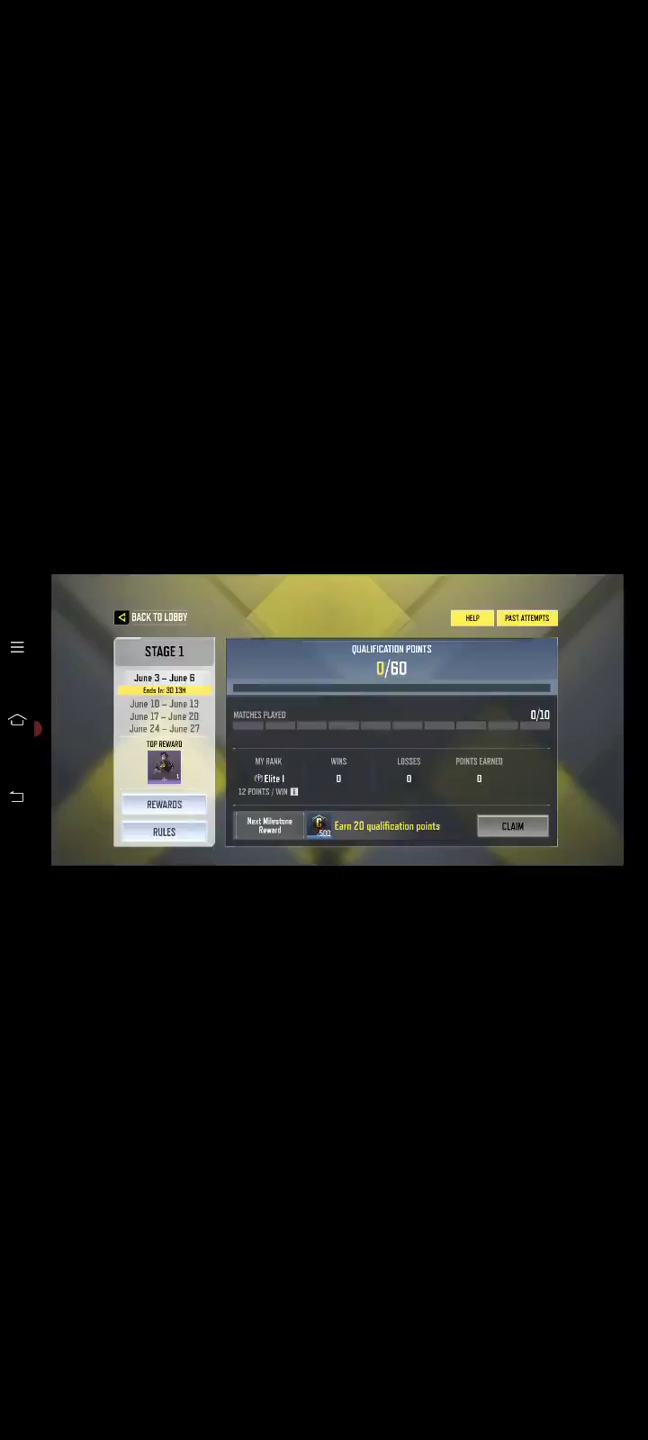 BACK TO LOBBY
HELP
PAST ATTEMPTS
STAGE 1
June 3 – June 6
Ends In: 3D 13H
June 10 – June 13
June 17 – June 20
June 24 – June 27
TOP REWARD
1
REWARDS
RULES
QUALIFICATION POINTS
0/60
MATCHES PLAYED
0/10
MY RANK
WINS
LOSSES
POINTS EARNED
Elite I
0
0
0
12 POINTS / WIN
Next Milestone
Reward
500
Earn 20 qualification points
CLAIM